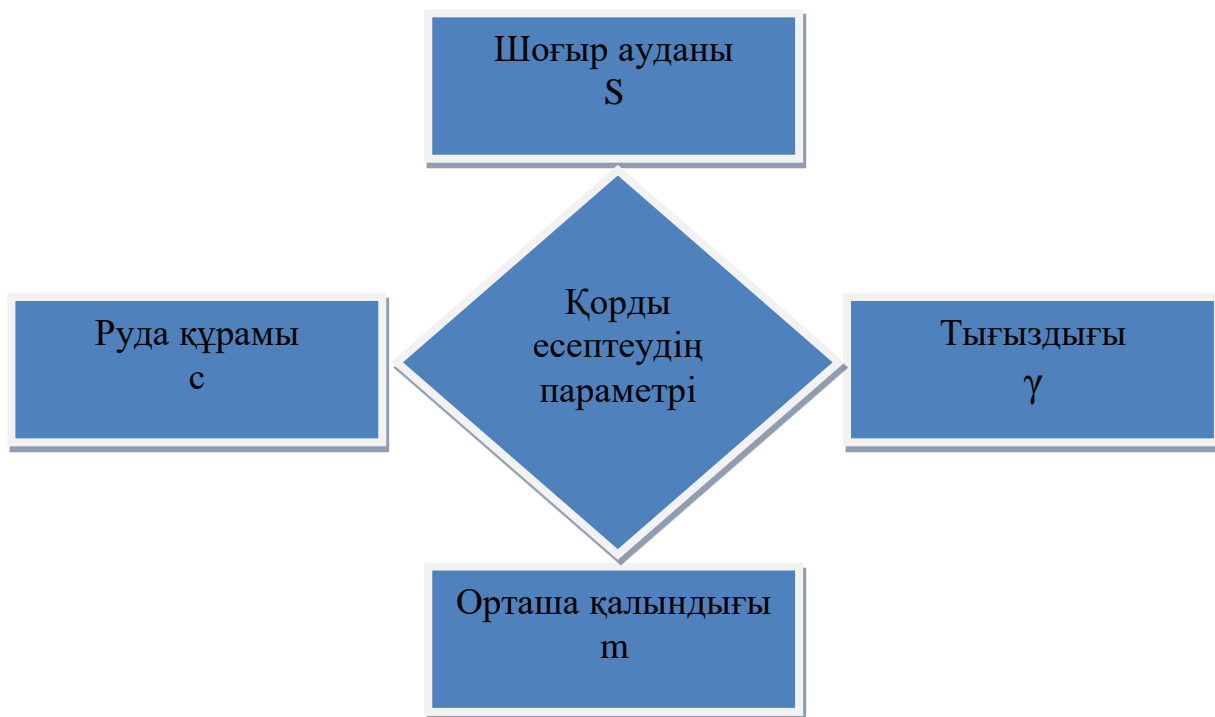 Шоғыр ауданы
S
Руда құрамы
с
Қорды
есептеудің
параметрі
Тығыздығы
γ
Орташа қалындығы
m